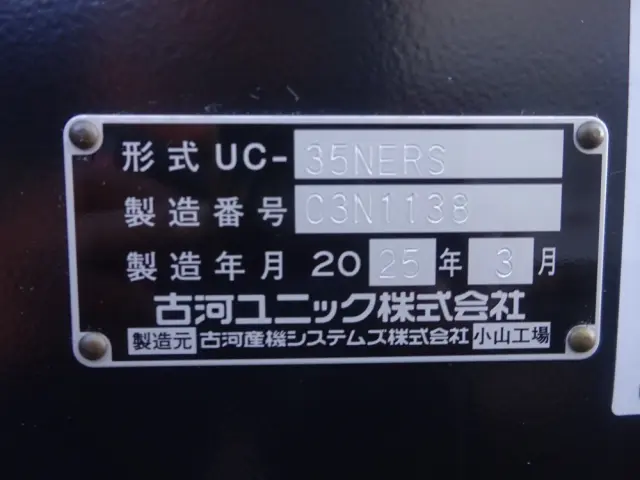 形式 UC- 35NERS
製造番号 C3N1138
製造年月 2025年 3月
古河ユニック株式会社
製造元 古河産機システムズ株式会社 小山工場